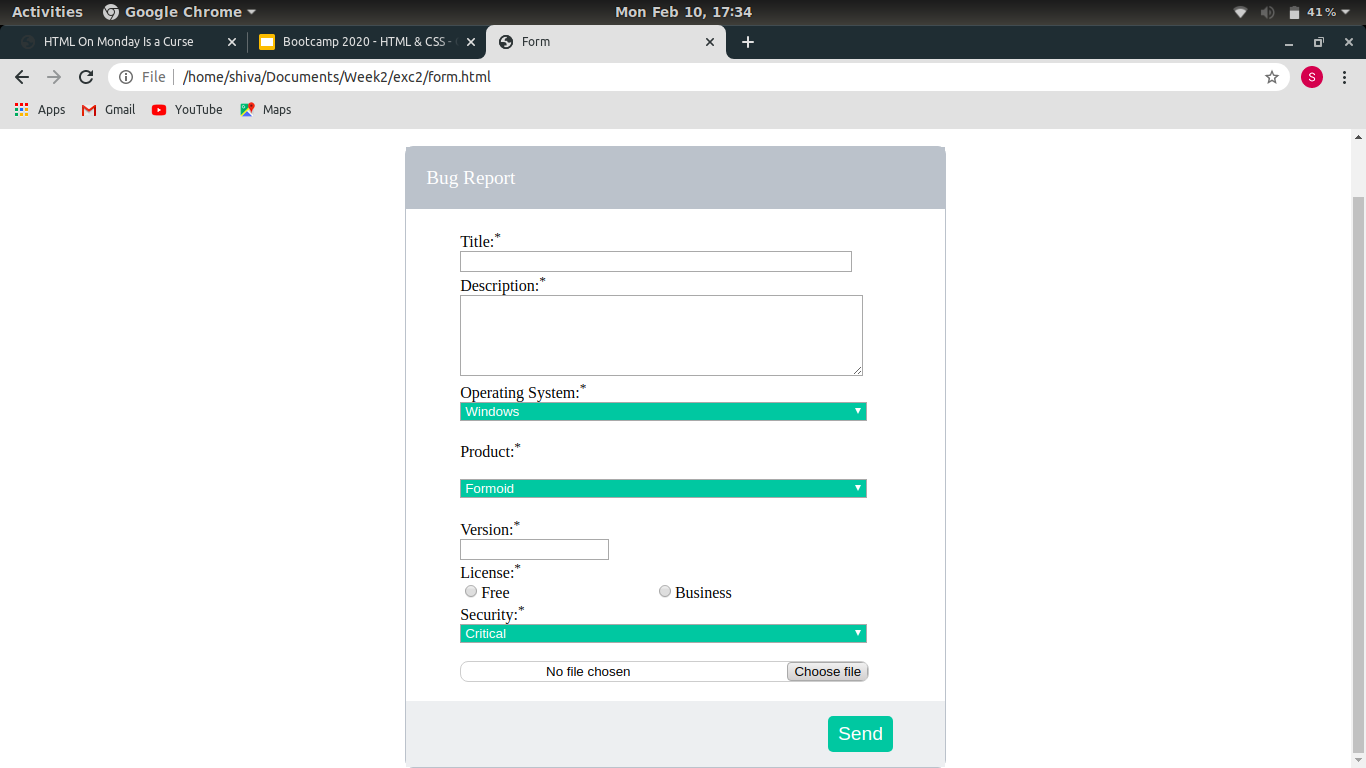 Activities Google Chrome Mon Feb 10, 17:34 41 %
HTML On Monday Is a Curse Bootcamp 2020 - HTML & CSS - Form
File /home/shiva/Documents/Week2/exc2/form.html S
Apps Gmail YouTube Maps
Bug Report
Title:*
Description:*
Operating System:*
Windows
Product:*
Formoid
Version:*
License:*
Free Business
Security:*
Critical
No file chosen Choose file
Send